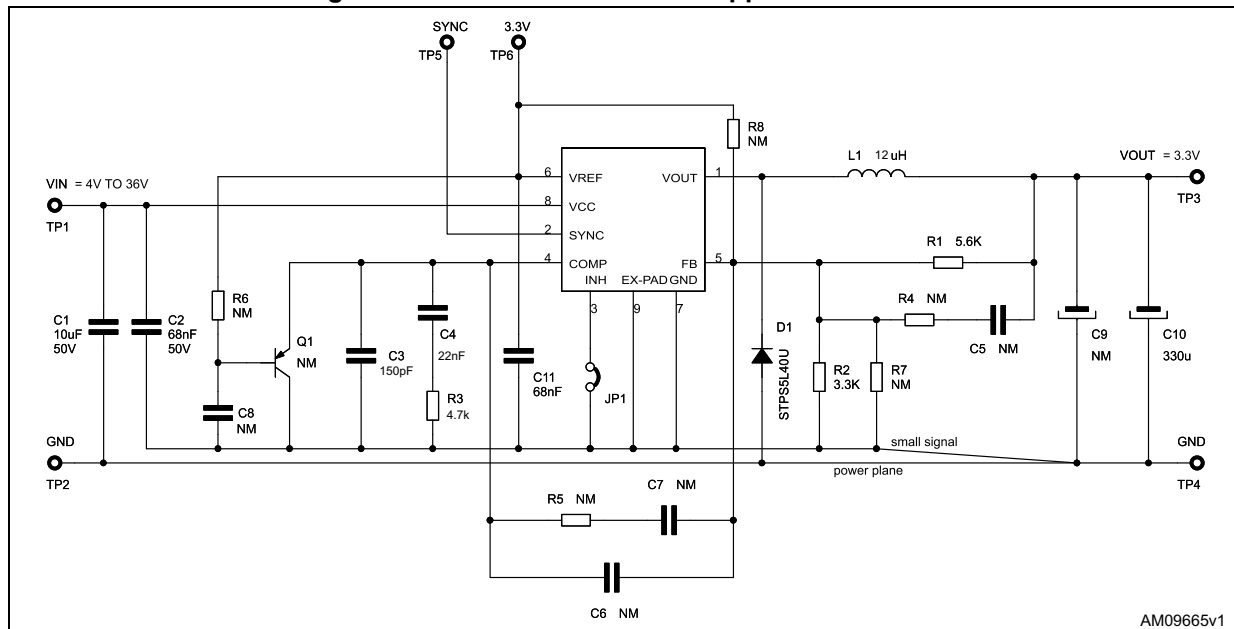 SYNC
3.3V
TP5
TP6
R8
NM
L1 12 uH
VOUT = 3.3V
VIN = 4V TO 36V
6
VREF
VOUT
1
TP1
8
VCC
TP3
2
SYNC
4
COMP
FB
5
R1 5.6K
INH
EX-PAD
GND
3
9
7
R6
NM
R4 NM
C1
10uF
50V
C2
68nF
50V
Q1
NM
C4
22nF
D1
C5 NM
C9
NM
C10
330u
C3
150pF
C11
68nF
R2
3.3K
R7
NM
STPS5L40U
JP1
R3
4.7k
C8
NM
GND
small signal
GND
TP2
power plane
TP4
C7 NM
R5 NM
C6 NM
AM09665v1